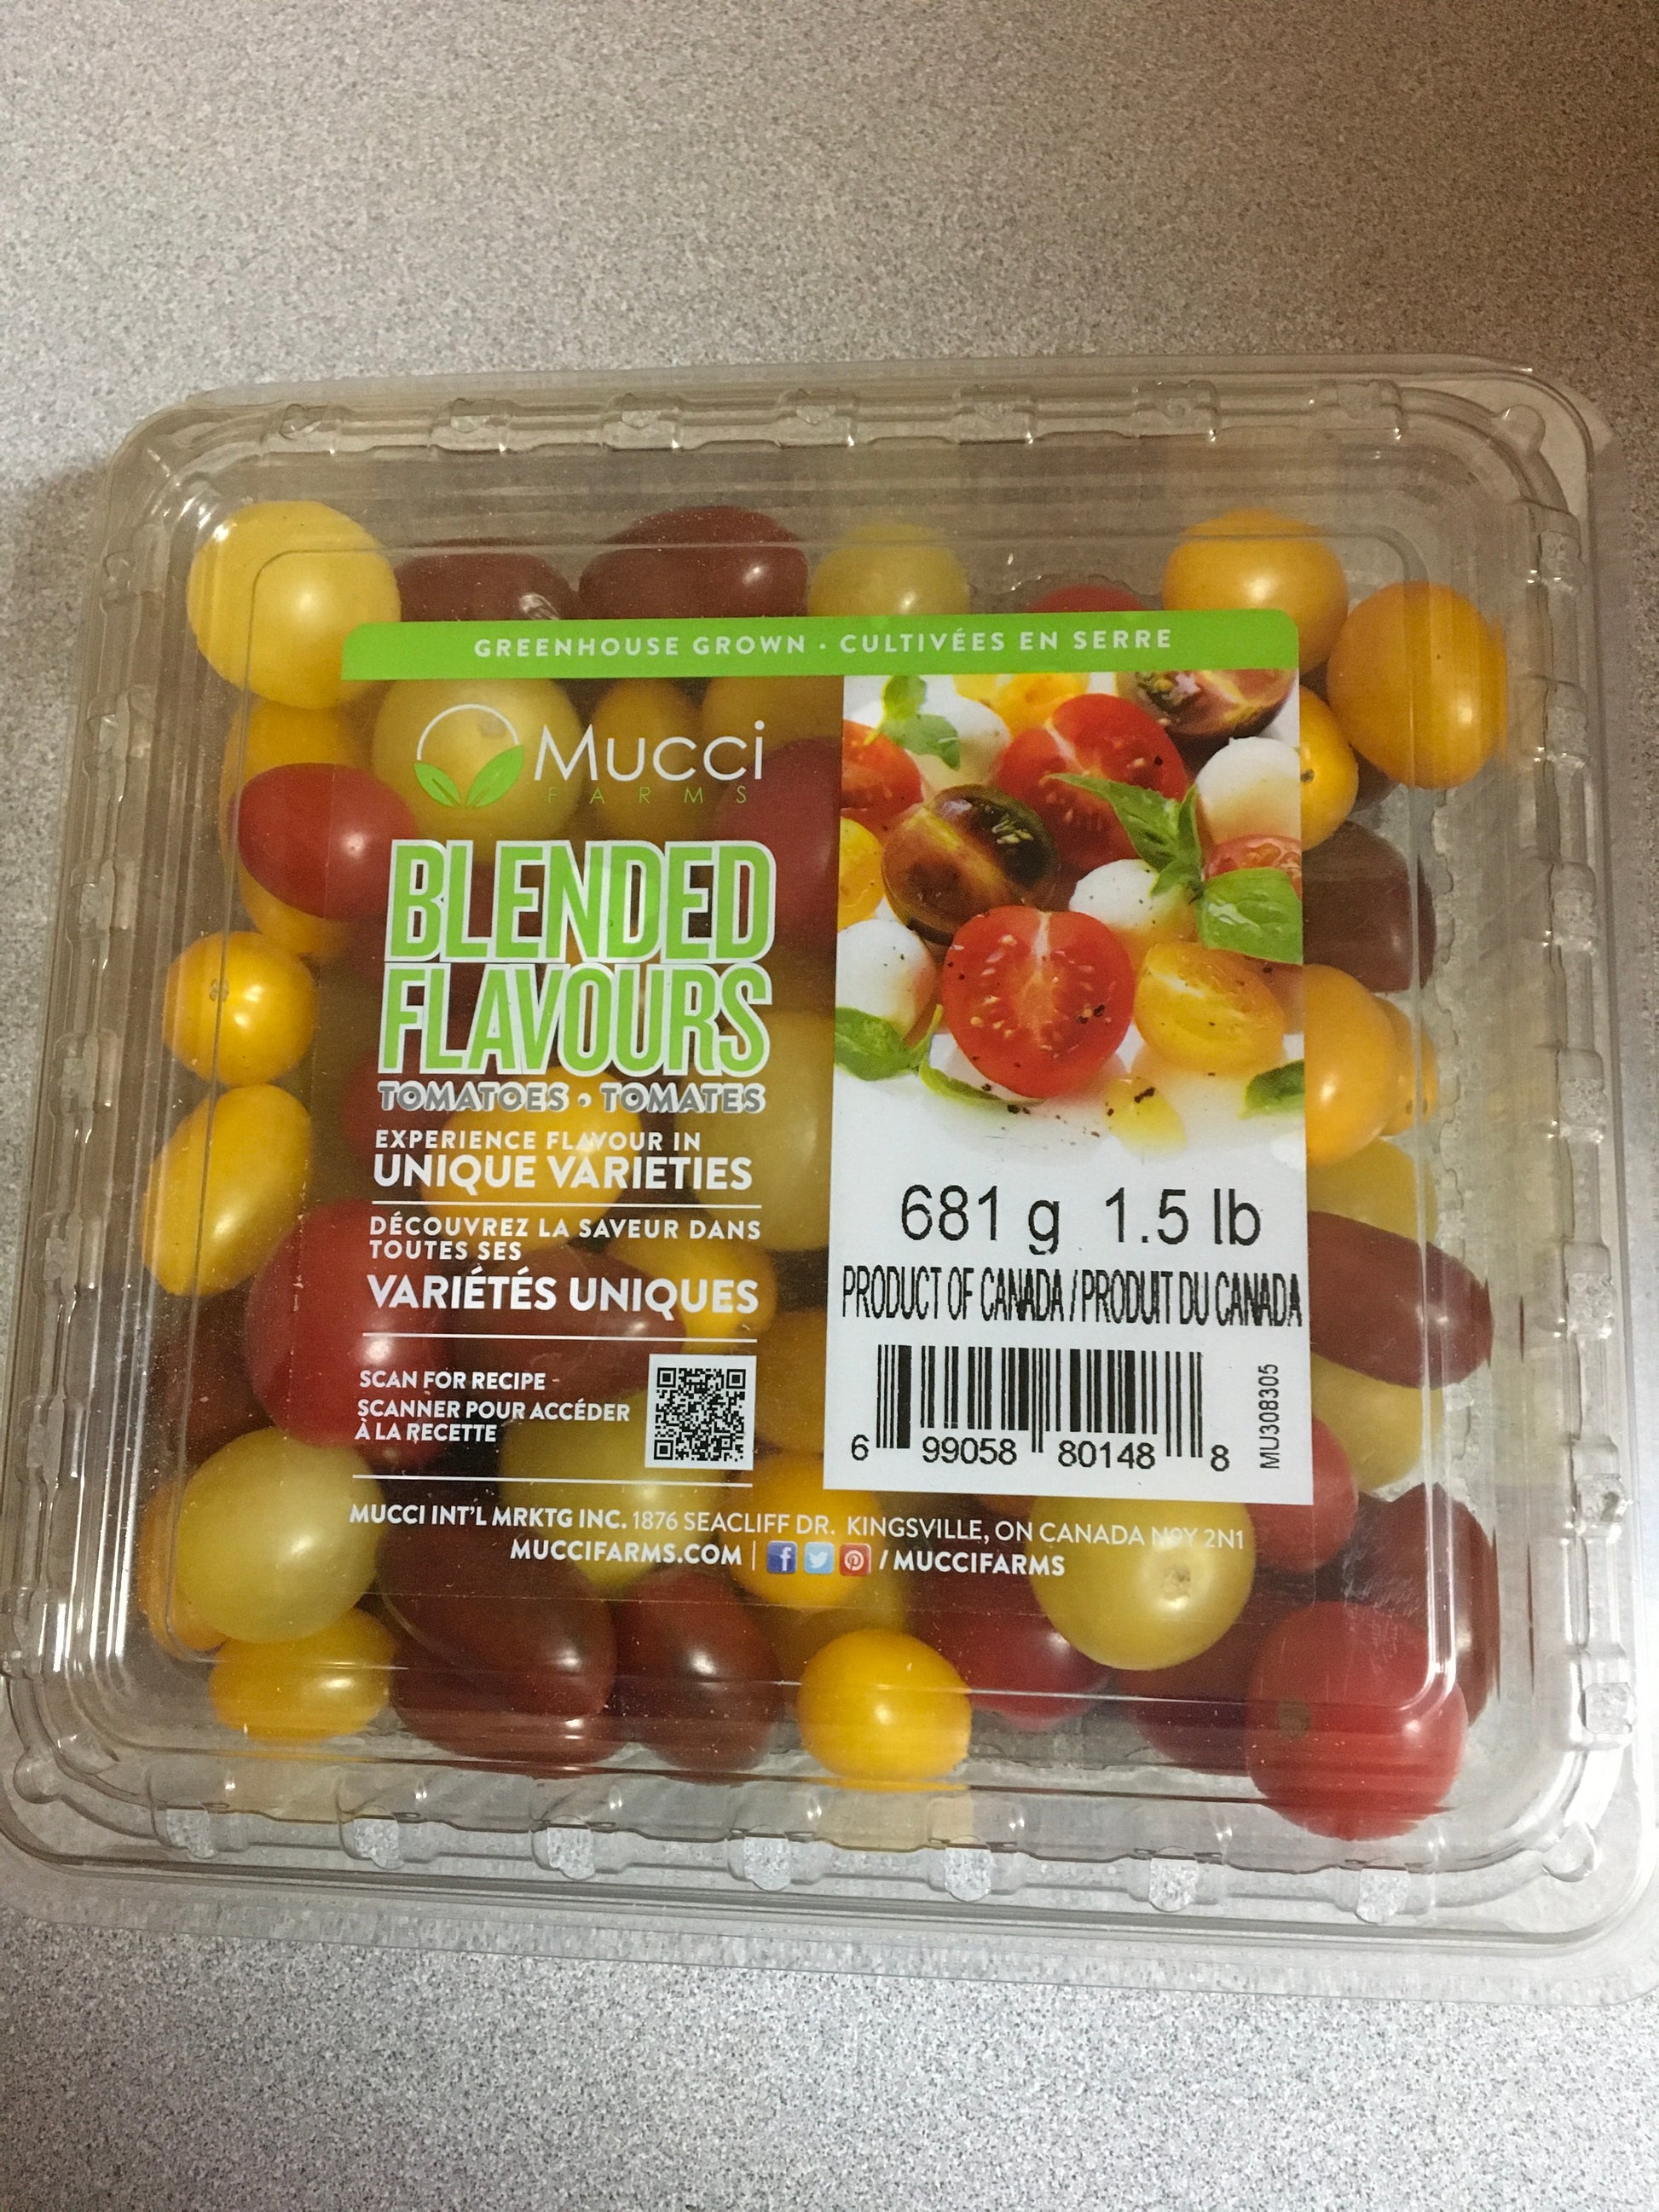 GREENHOUSE GROWN · CULTIVÉES EN SERRE
Mucci
FARMS
BLENDED
FLAVOURS
TOMATOES • TOMATES
EXPERIENCE FLAVOUR IN
UNIQUE VARIETIES
DÉCOUVREZ LA SAVEUR DANS
TOUTES SES
VARIÉTÉS UNIQUES
SCAN FOR RECIPE -
SCANNER POUR ACCÉDER
À LA RECETTE
681 g 1.5 lb
PRODUCT OF CANADA / PRODUIT DU CANADA
6 99058 80148 8
MU308305
MUCCI INT'L MRKTG INC. 1876 SEACLIFF DR. KINGSVILLE, ON CANADA N9Y 2N1
MUCCIFARMS.COM | f / MUCCIFARMS